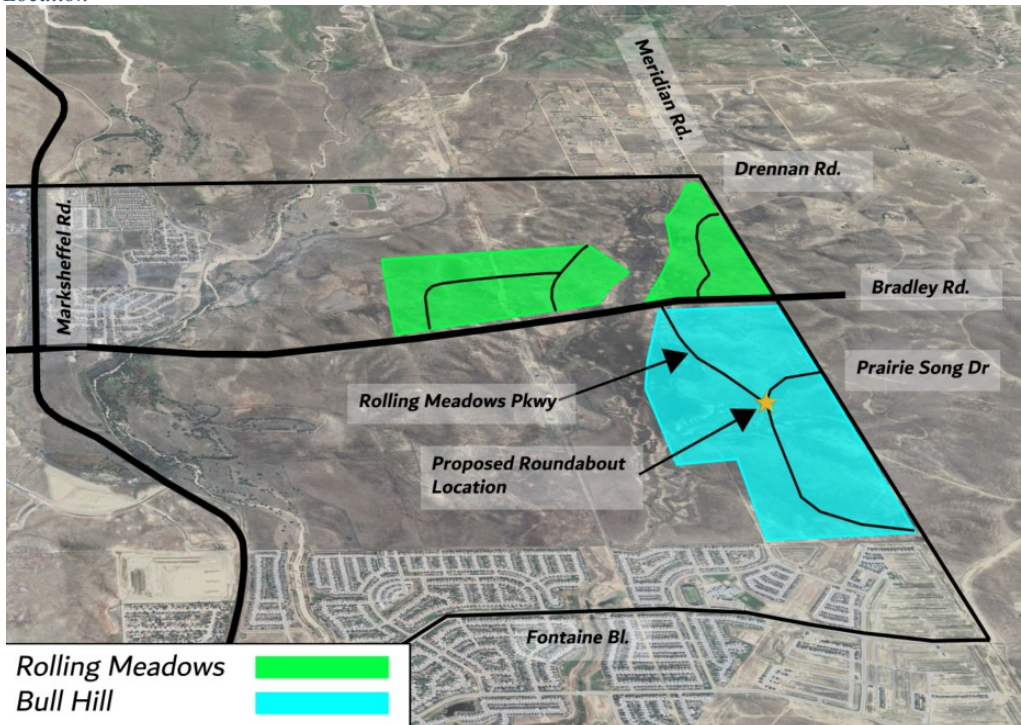 Location
Meridian Rd.
Drennan Rd.
Marksheffel Rd.
Bradley Rd.
Prairie Song Dr
Rolling Meadows Pkwy
Proposed Roundabout
Location
Fontaine Bl.
Rolling Meadows
Bull Hill